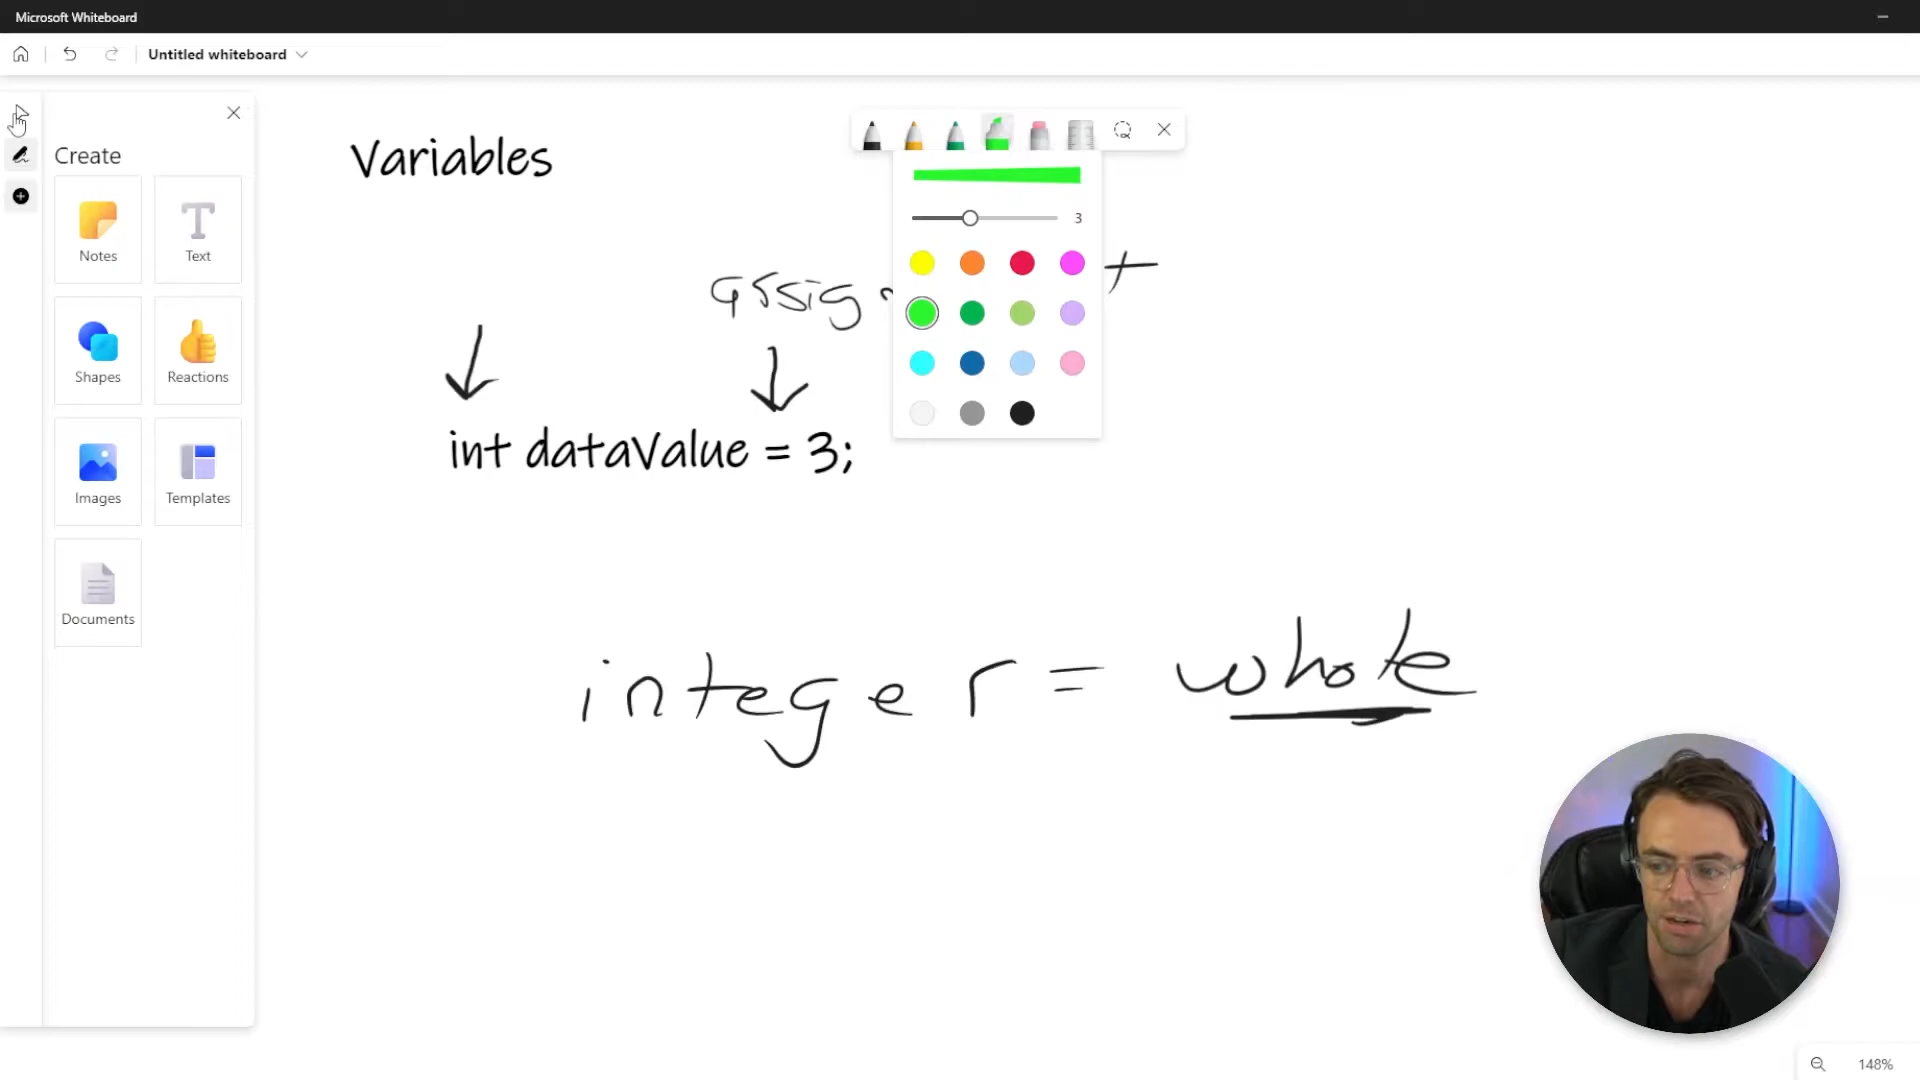 Microsoft Whiteboard
Untitled whiteboard
Create
Notes
Text
Shapes
Reactions
Images
Templates
Documents
Variables
3
assig
int dataValue = 3;
integer = whole
148%